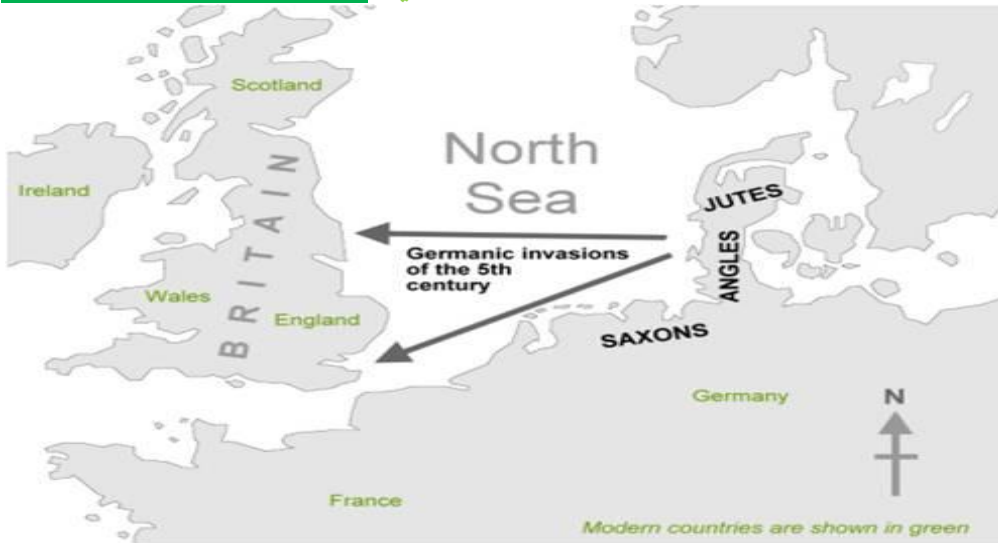 Scotland
North
Sea
Ireland
BRITAIN
JUTES
ANGLES
Germanic invasions
of the 5th
century
Wales
England
SAXONS
Germany
N
France
Modern countries are shown in green